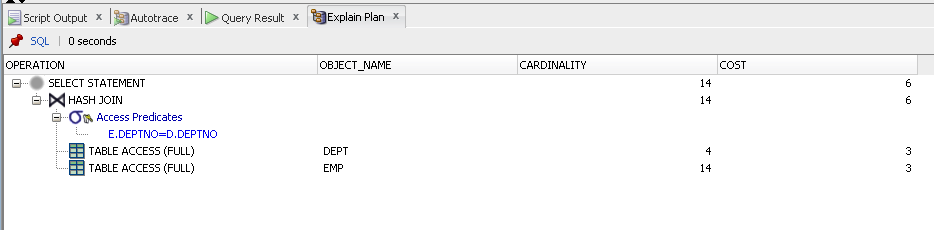 Script Output x Autotrace x Query Result x Explain Plan x
SQL | 0 seconds
OPERATION OBJECT_NAME CARDINALITY COST
SELECT STATEMENT 14 6
HASH JOIN 14 6
Access Predicates
E.DEPTNO=D.DEPTNO
TABLE ACCESS (FULL) DEPT 4 3
TABLE ACCESS (FULL) EMP 14 3